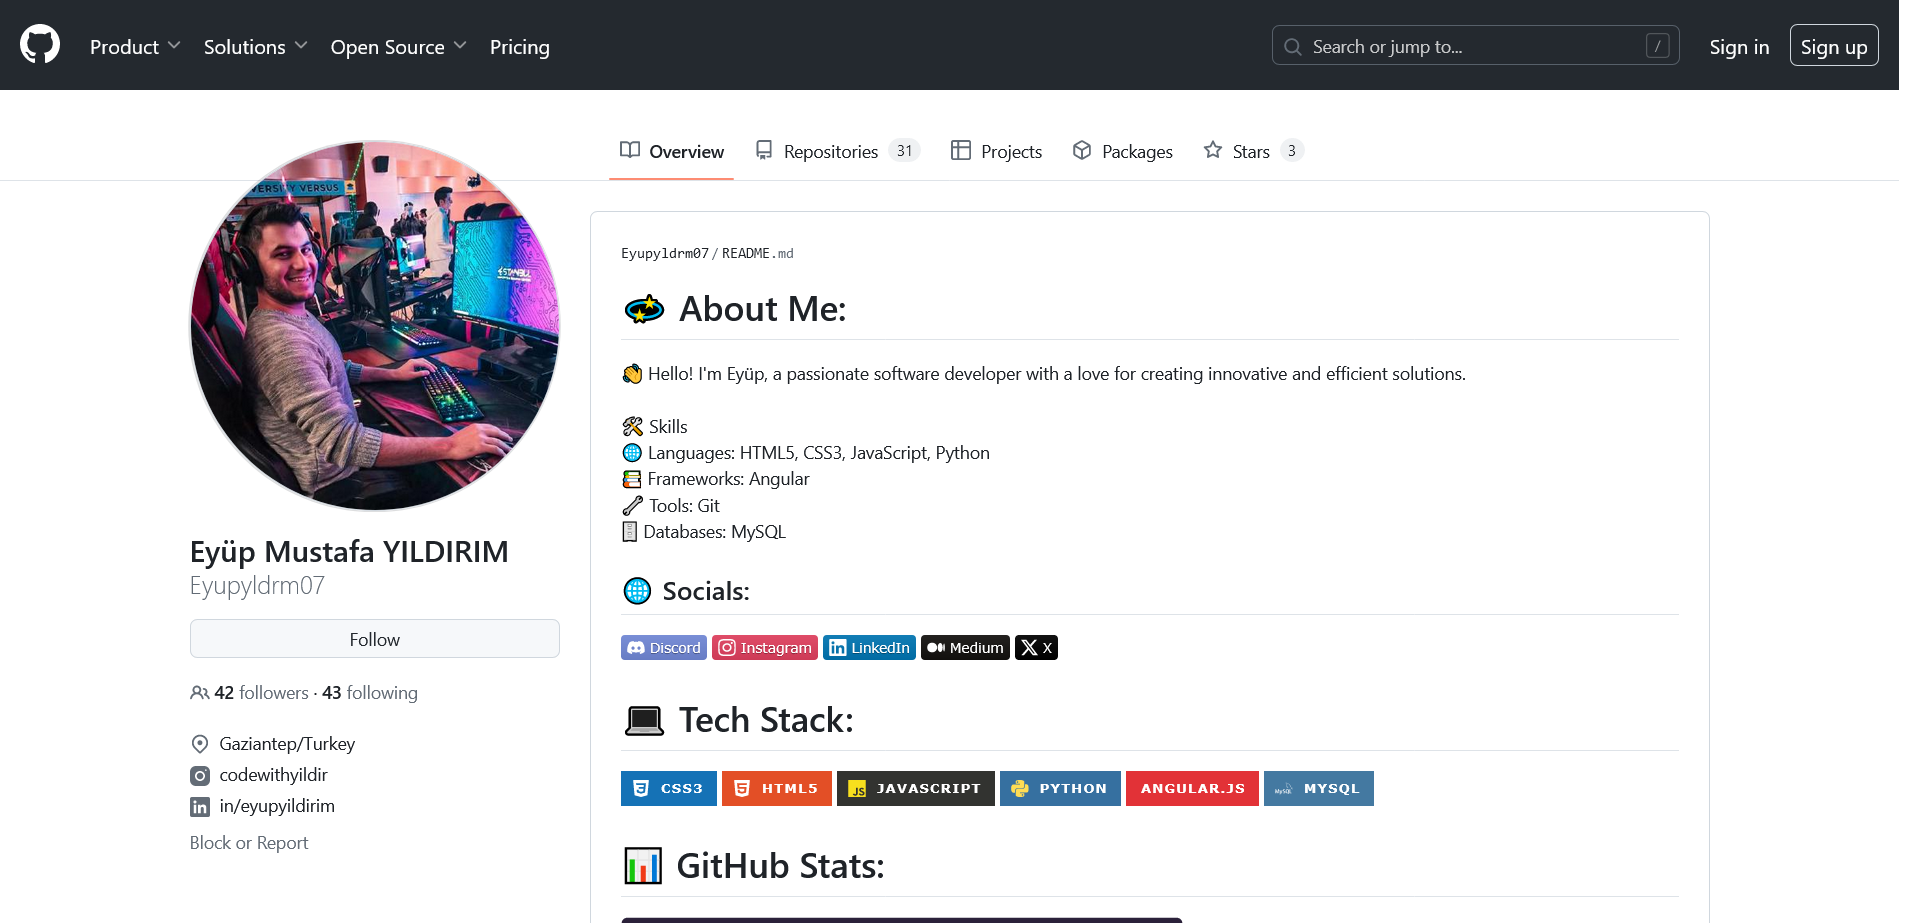 Product Solutions Open Source Pricing
Search or jump to... /
Sign in Sign up
Overview Repositories 31 Projects Packages Stars 3
Eyüp Mustafa YILDIRIM
Eyupyldrm07
Follow
42 followers · 43 following
Gaziantep/Turkey
codewithyildir
in/eyupyildirim
Block or Report
Eyupyldrm07/README.md
About Me:
Hello! I'm Eyüp, a passionate software developer with a love for creating innovative and efficient solutions.
Skills
Languages: HTML5, CSS3, JavaScript, Python
Frameworks: Angular
Tools: Git
Databases: MySQL
Socials:
Discord Instagram LinkedIn Medium X
Tech Stack:
CSS3 HTML5 JAVASCRIPT PYTHON ANGULAR.JS MYSQL
GitHub Stats: